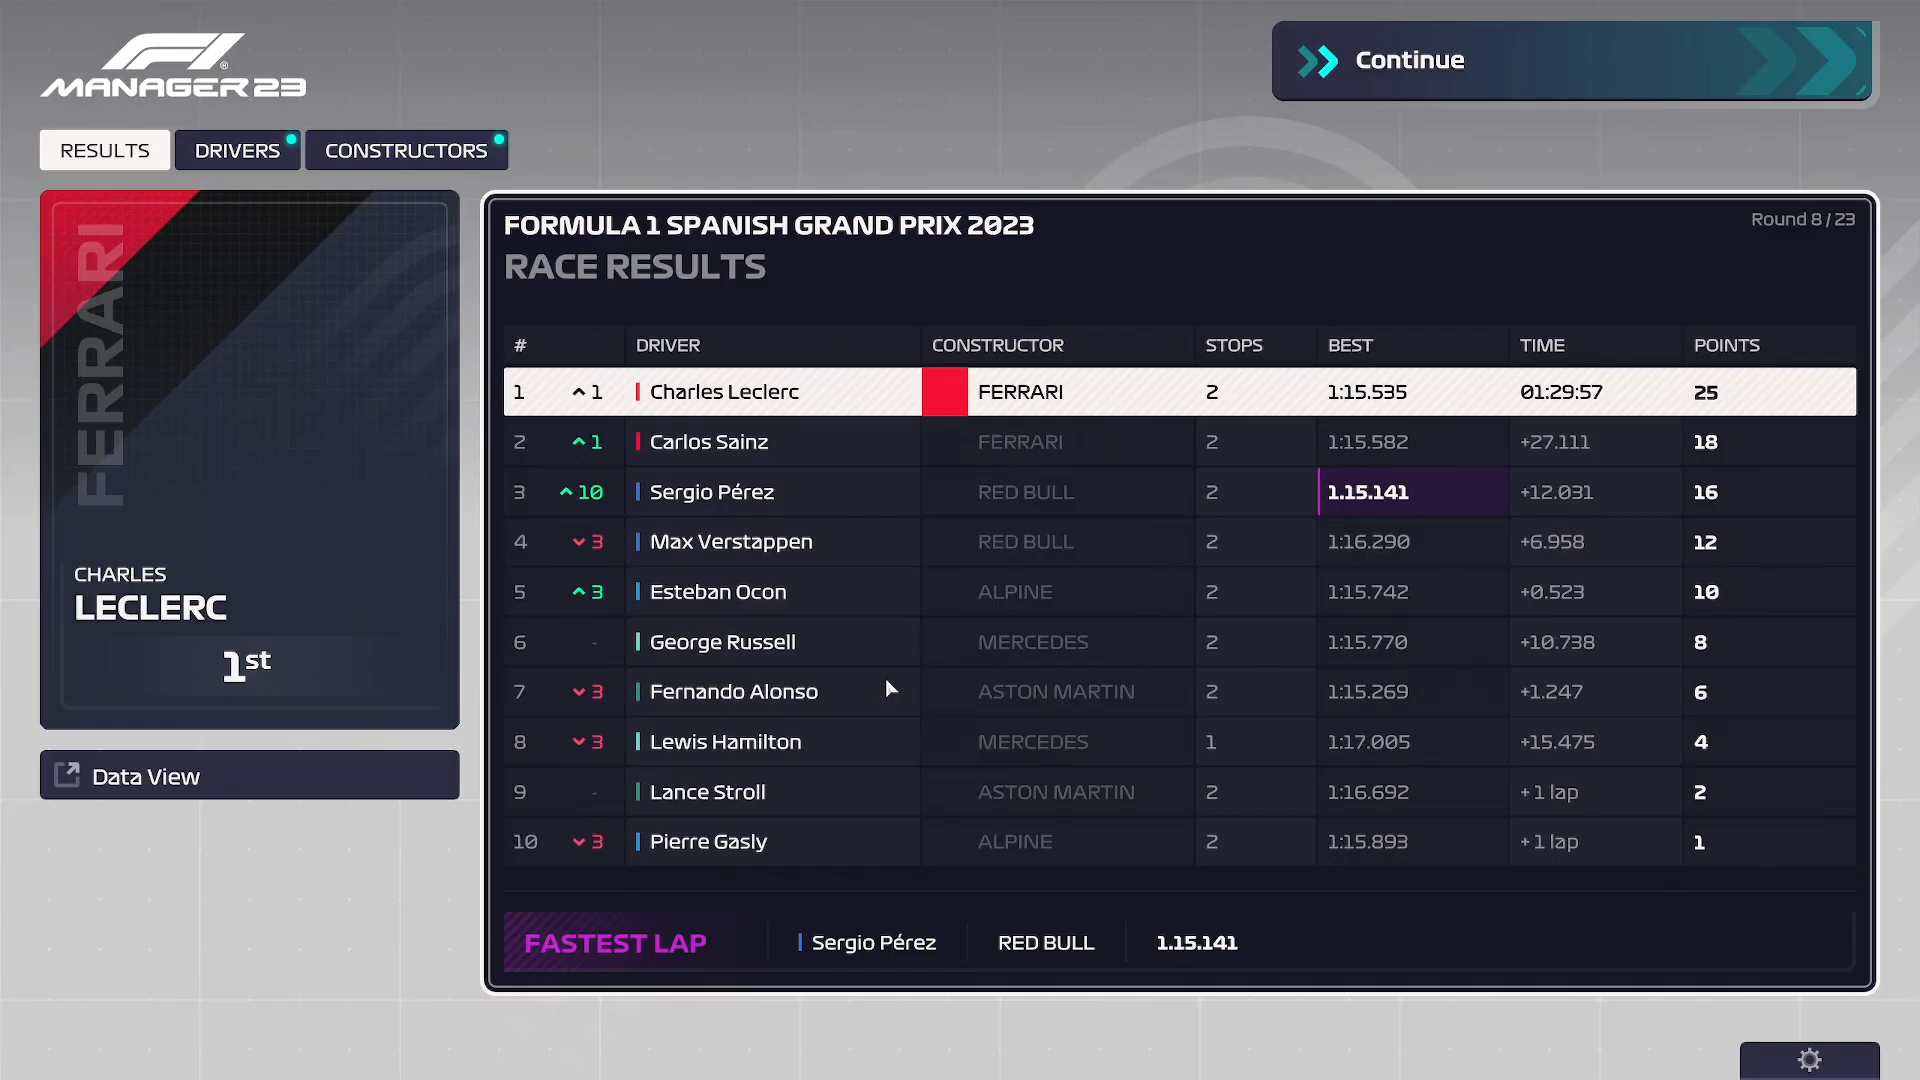 F1®
MANAGER 23
Continue
RESULTS DRIVERS CONSTRUCTORS
FERRARI
CHARLES
LECLERC
1st
Data View
FORMULA 1 SPANISH GRAND PRIX 2023
Round 8 / 23
RACE RESULTS
# DRIVER CONSTRUCTOR STOPS BEST TIME POINTS
1 1 Charles Leclerc FERRARI 2 1:15.535 01:29:57 25
2 1 Carlos Sainz FERRARI 2 1:15.582 +27.111 18
3 10 Sergio Pérez RED BULL 2 1.15.141 +12.031 16
4 3 Max Verstappen RED BULL 2 1:16.290 +6.958 12
5 3 Esteban Ocon ALPINE 2 1:15.742 +0.523 10
6 - George Russell MERCEDES 2 1:15.770 +10.738 8
7 3 Fernando Alonso ASTON MARTIN 2 1:15.269 +1.247 6
8 3 Lewis Hamilton MERCEDES 1 1:17.005 +15.475 4
9 - Lance Stroll ASTON MARTIN 2 1:16.692 + 1 lap 2
10 3 Pierre Gasly ALPINE 2 1:15.893 + 1 lap 1
FASTEST LAP Sergio Pérez RED BULL 1.15.141